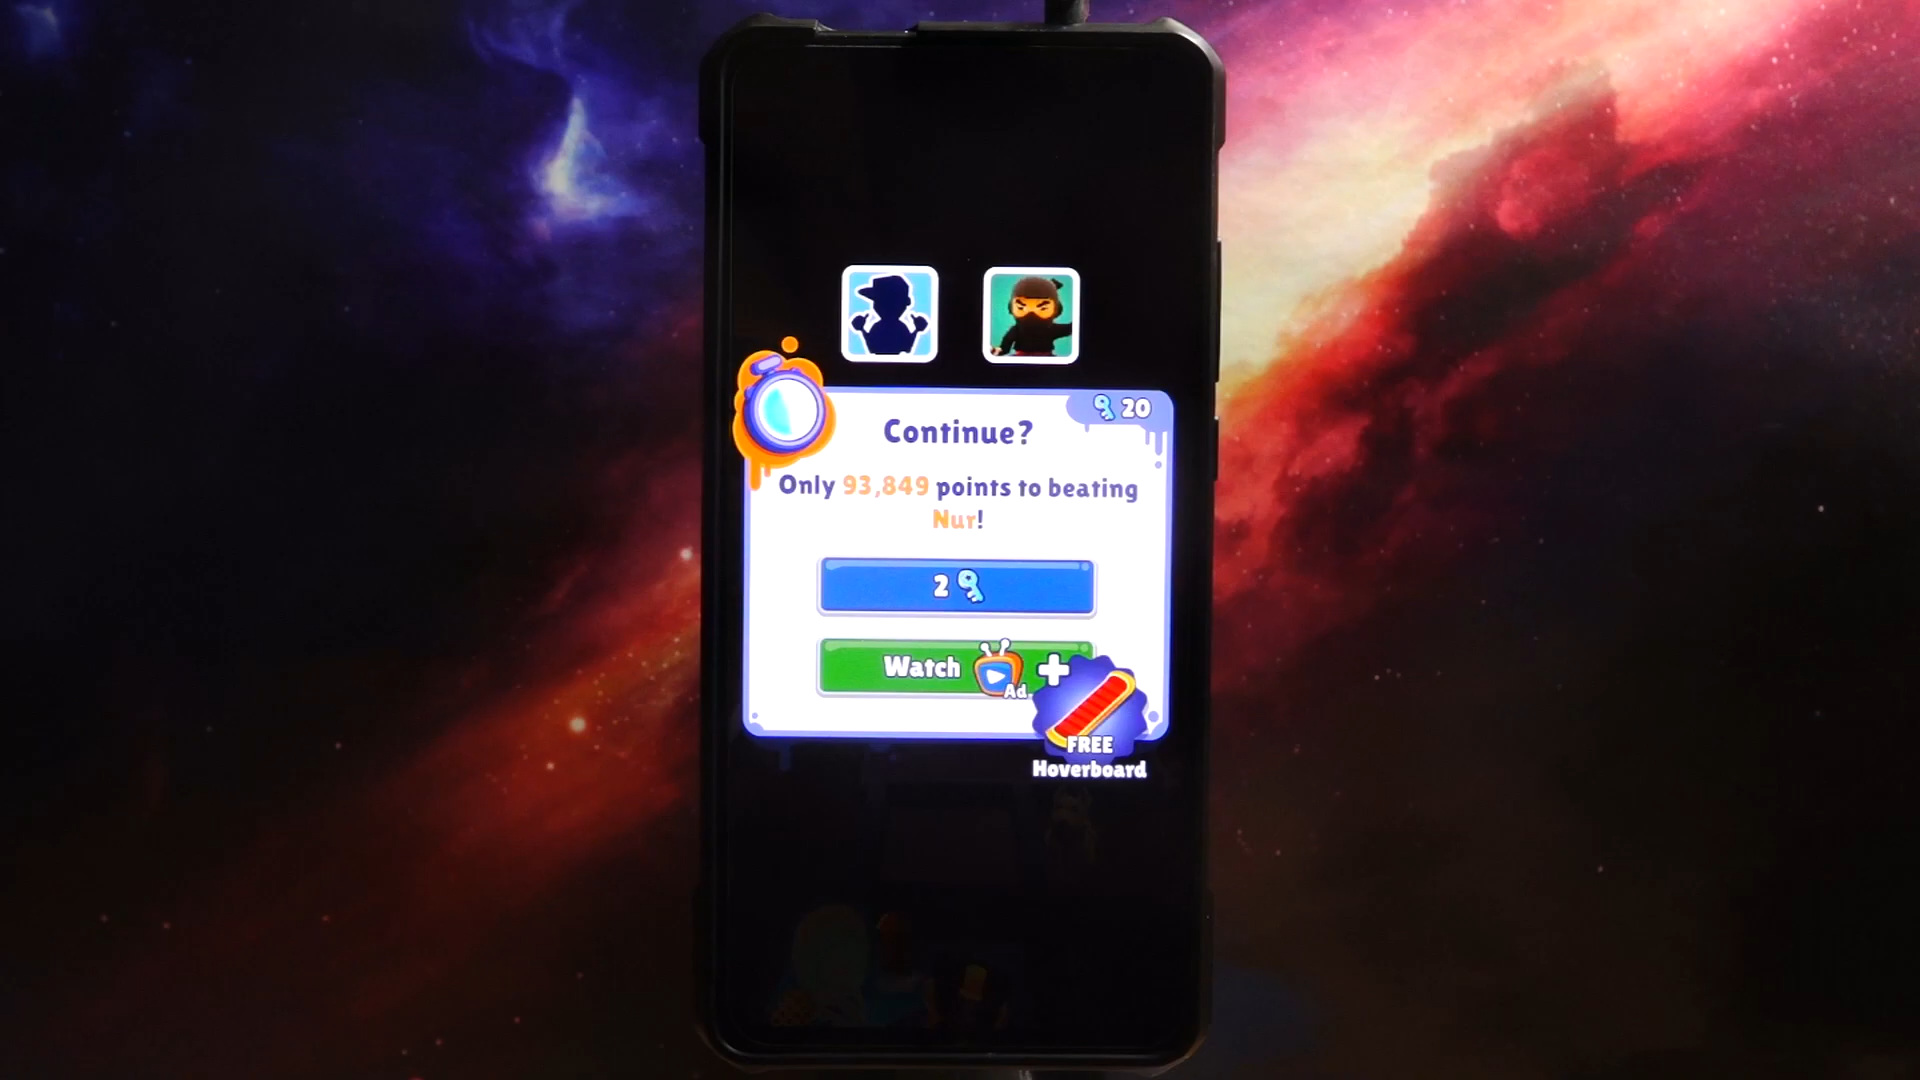 20
Continue?
Only 93,849 points to beating
Nur!
2
Watch Ad +
FREE
Hoverboard